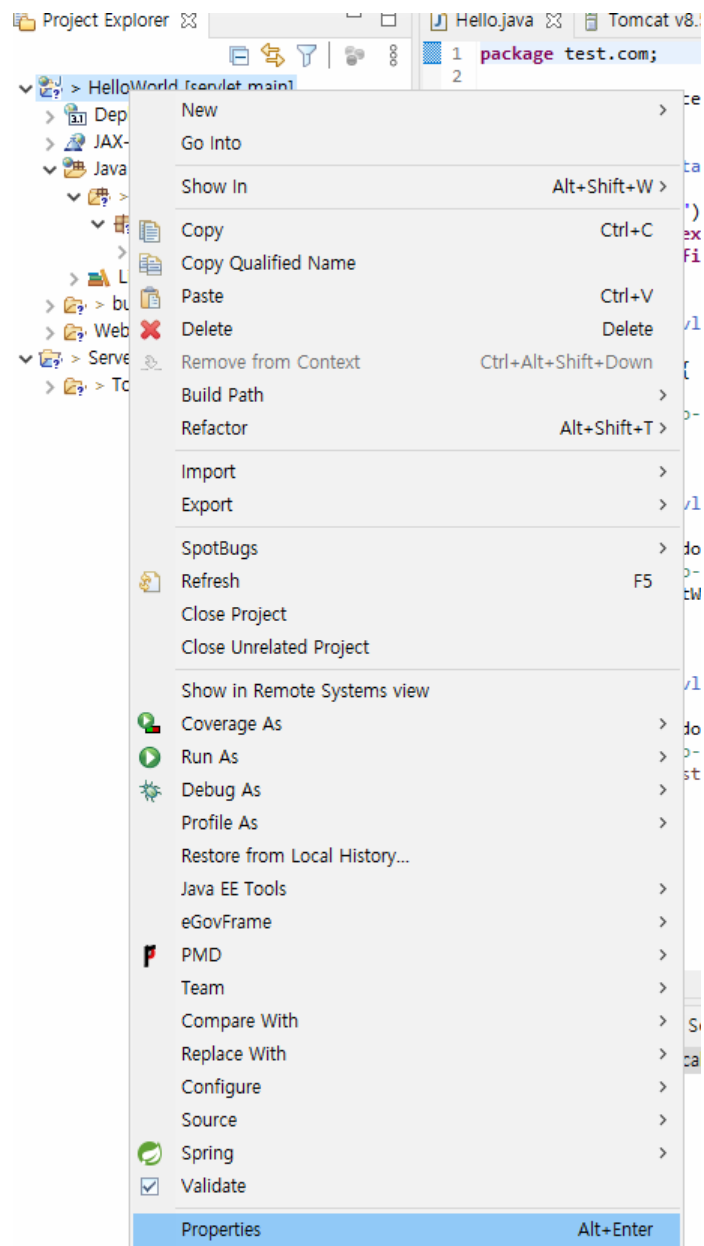 Project Explorer
Hello.java
Tomcat v8.5
1 package test.com;
2
> HelloWorld [servlet main]
Dep
JAX-
Java
>
L
> bu
Web
> Serve
> To
New
Go Into
Show In Alt+Shift+W >
Copy Ctrl+C
Copy Qualified Name
Paste Ctrl+V
Delete Delete
Remove from Context Ctrl+Alt+Shift+Down
Build Path
Refactor Alt+Shift+T >
Import
Export
SpotBugs
Refresh F5
Close Project
Close Unrelated Project
Show in Remote Systems view
Coverage As
Run As
Debug As
Profile As
Restore from Local History...
Java EE Tools
eGovFrame
PMD
Team
Compare With
Replace With
Configure
Source
Spring
Validate
Properties Alt+Enter